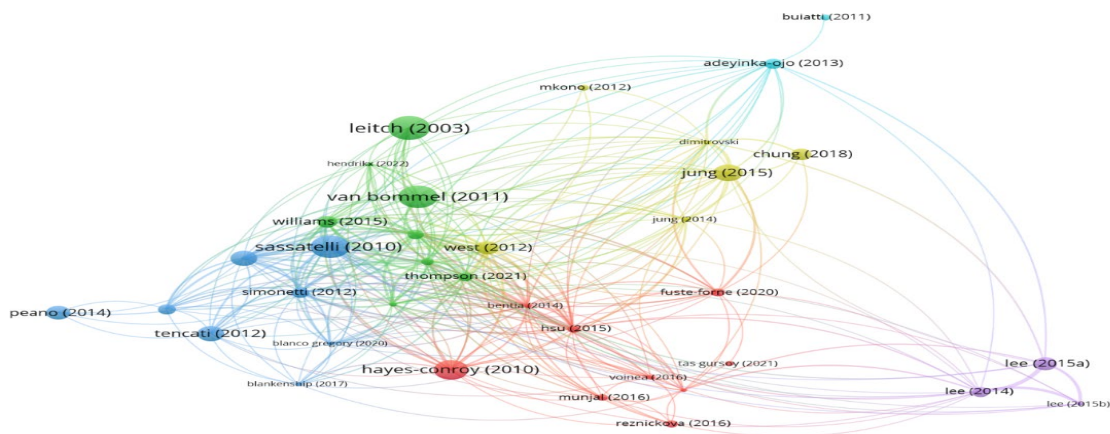 buiatti (2011)
adeyinka-ojo (2013)
mkono (2012)
leitch (2003)
dimitrovski
chung (2018)
hendrikx (2022)
jung (2015)
van bommel (2011)
jung (2014)
williams (2015)
sassatelli (2010)
west (2012)
thompson (2021)
simonetti (2012)
fuste-forne (2020)
bentia (2014)
peano (2014)
hsu (2015)
tencati (2012)
blanco gregory (2020)
tas gursoy (2021)
lee (2015a)
hayes-conroy (2010)
voinea (2016)
blankenship (2017)
lee (2014)
munjal (2016)
lee (2015b)
reznickova (2016)